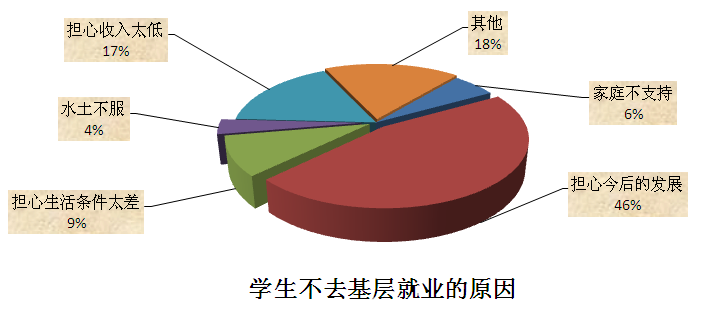 其他
18%
担心收入太低
17%
家庭不支持
6%
水土不服
4%
担心今后的发展
46%
担心生活条件太差
9%
学生不去基层就业的原因